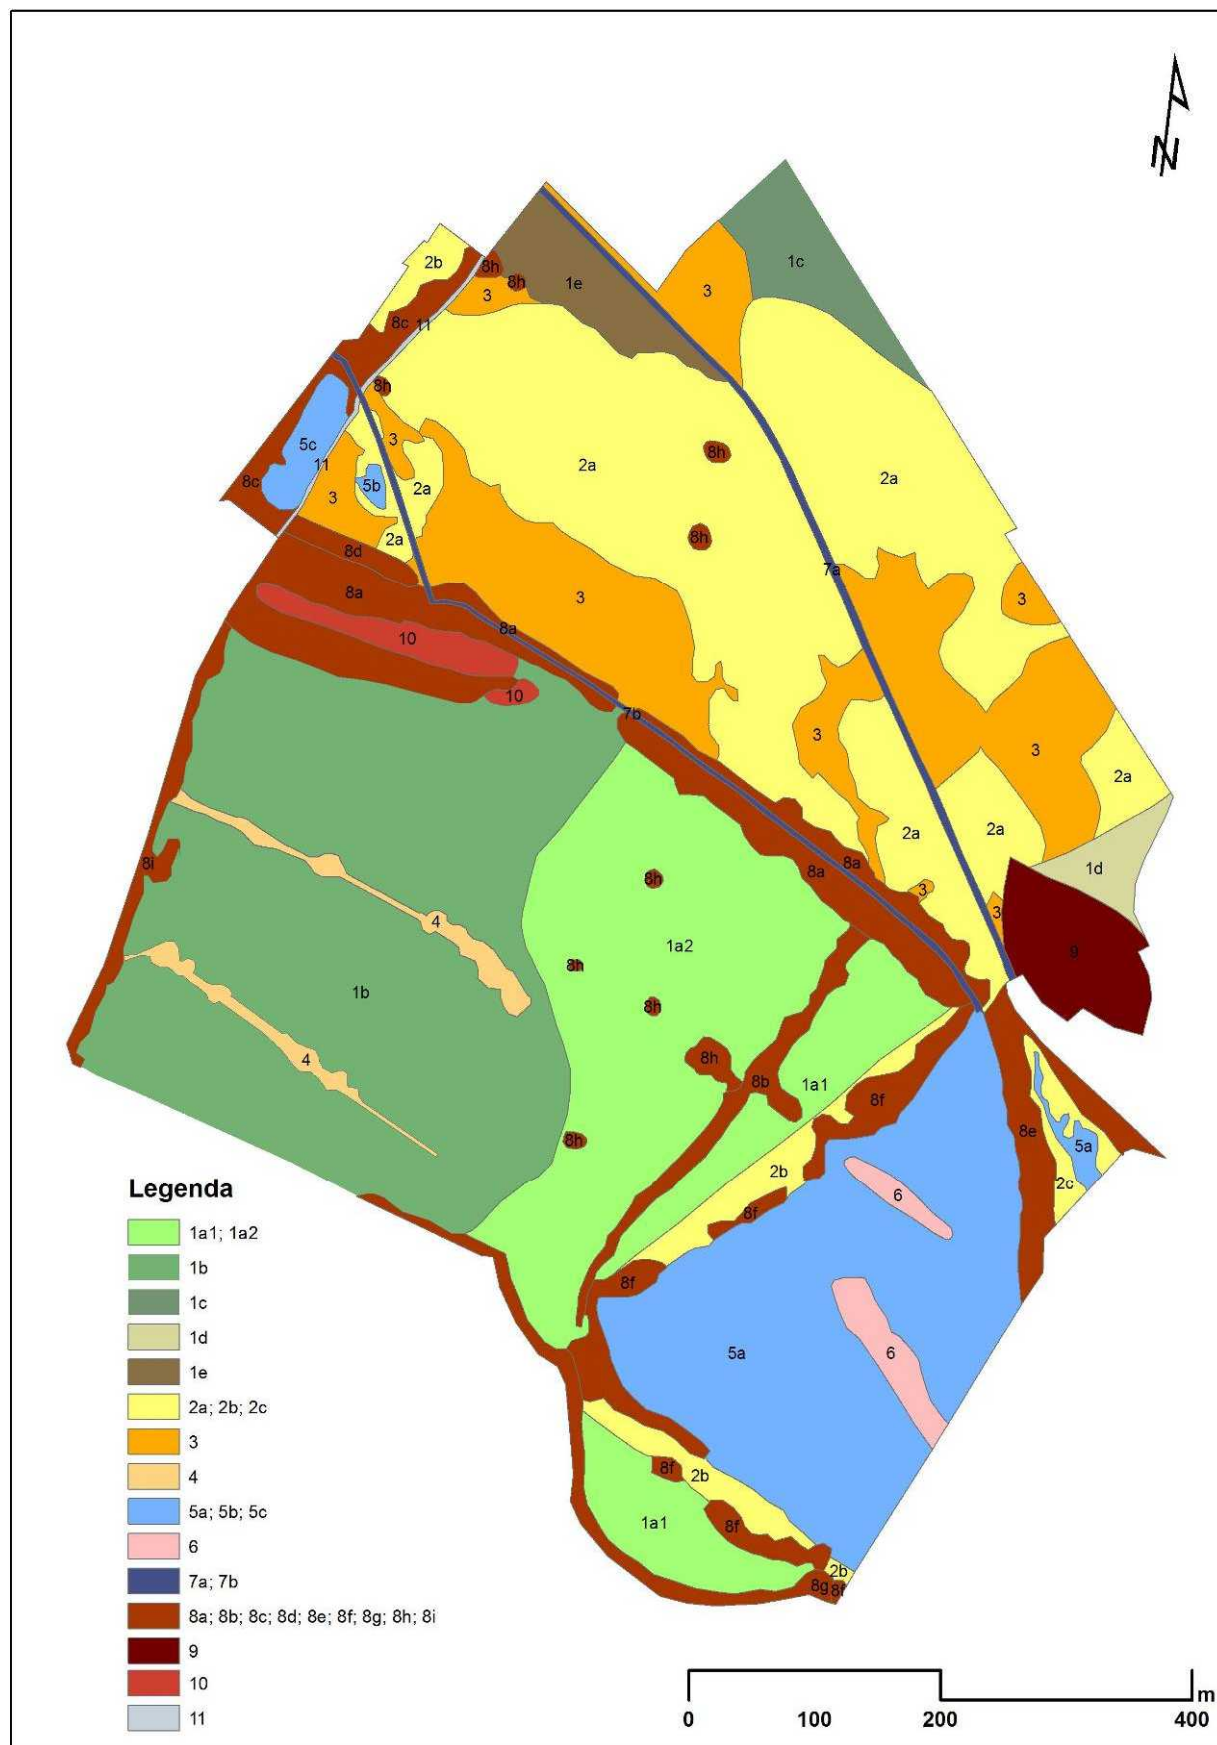 N
1c
2b
8h
8h
1e
3
3
8c
11
8h
3
8h
5c
11
2a
2a
8c
5b
2a
3
8h
2a
8d
7a
8a
3
3
8a
10
10
7b
3
3
2a
2a
2a
8i
8a
8a
1d
8h
3
3
4
1a2
9
8h
1b
8h
4
8h
8b
1a1
8f
8h
8e
5a
2b
2c
6
8f
8f
5a
6
8f
2b
1a1
8f
2b
8g
8f
Legenda
1a1; 1a2
1b
1c
1d
1e
2a; 2b; 2c
3
4
5a; 5b; 5c
6
7a; 7b
8a; 8b; 8c; 8d; 8e; 8f; 8g; 8h; 8i
9
10
11
m
0 100 200 400